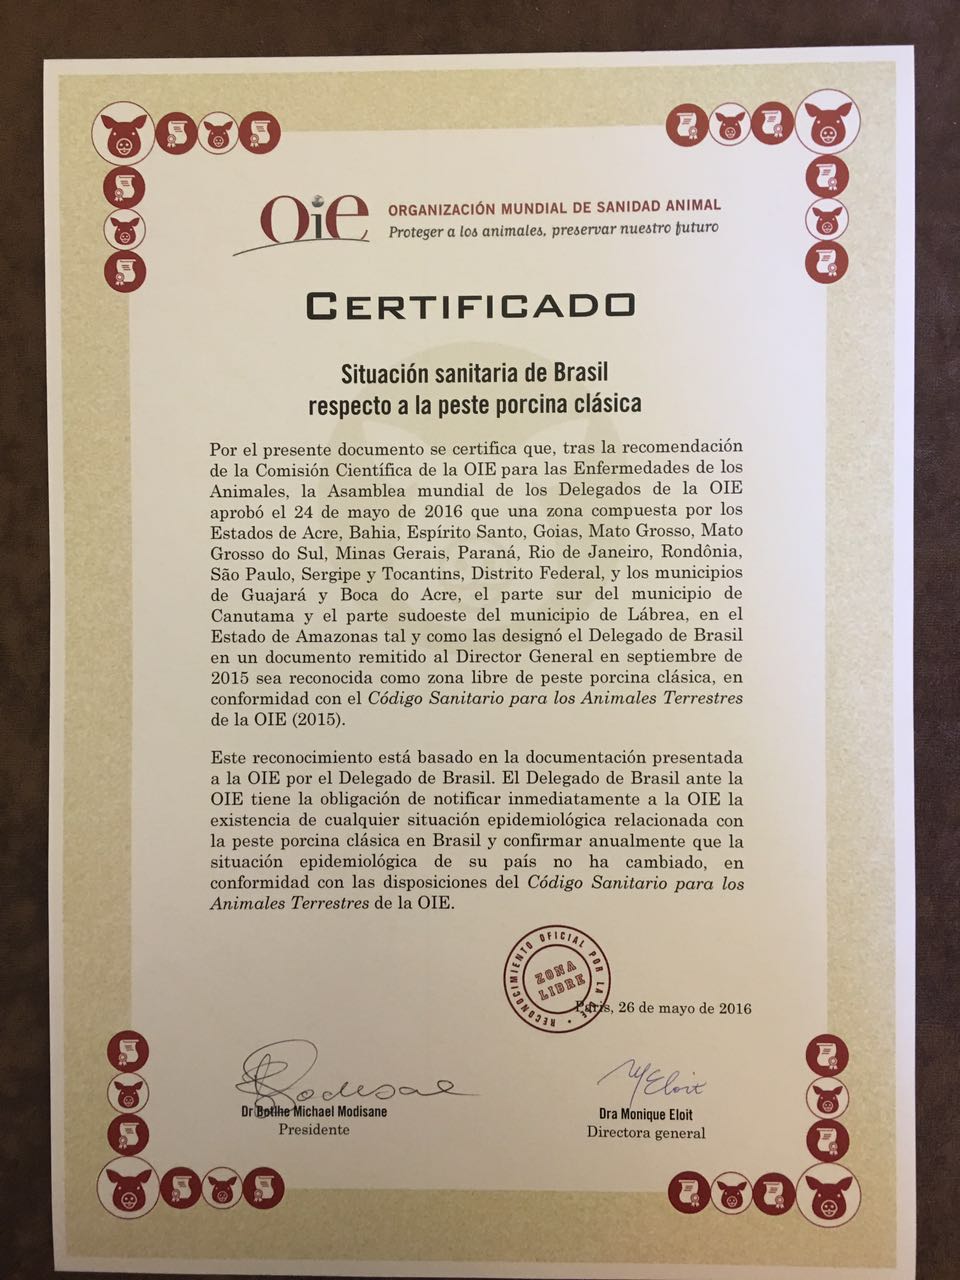 OiE
ORGANIZACIÓN MUNDIAL DE SANIDAD ANIMAL
Proteger a los animales, preservar nuestro futuro
CERTIFICADO
Situación sanitaria de Brasil
respecto a la peste porcina clásica
Por el presente documento se certifica que, tras la recomendación
de la Comisión Científica de la OIE para las Enfermedades de los
Animales, la Asamblea mundial de los Delegados de la OIE
aprobó el 24 de mayo de 2016 que una zona compuesta por los
Estados de Acre, Bahia, Espírito Santo, Goias, Mato Grosso, Mato
Grosso do Sul, Minas Gerais, Paraná, Rio de Janeiro, Rondônia,
São Paulo, Sergipe y Tocantins, Distrito Federal, y los municipios
de Guajará y Boca do Acre, el parte sur del municipio de
Canutama y el parte sudoeste del municipio de Lábrea, en el
Estado de Amazonas tal y como las designó el Delegado de Brasil
en un documento remitido al Director General en septiembre de
2015 sea reconocida como zona libre de peste porcina clásica, en
conformidad con el Código Sanitario para los Animales Terrestres
de la OIE (2015).
Este reconocimiento está basado en la documentación presentada
a la OIE por el Delegado de Brasil. El Delegado de Brasil ante la
OIE tiene la obligación de notificar inmediatamente a la OIE la
existencia de cualquier situación epidemiológica relacionada con
la peste porcina clásica en Brasil y confirmar anualmente que la
situación epidemiológica de su país no ha cambiado, en
conformidad con las disposiciones del Código Sanitario para los
Animales Terrestres de la OIE.
RECONOCIMIENTO OFICIAL POR LA OIE
ZONA
LIBRE
París, 26 de mayo de 2016
Modisae
MEloit
Dr Botlhe Michael Modisane
Dra Monique Eloit
Presidente
Directora general